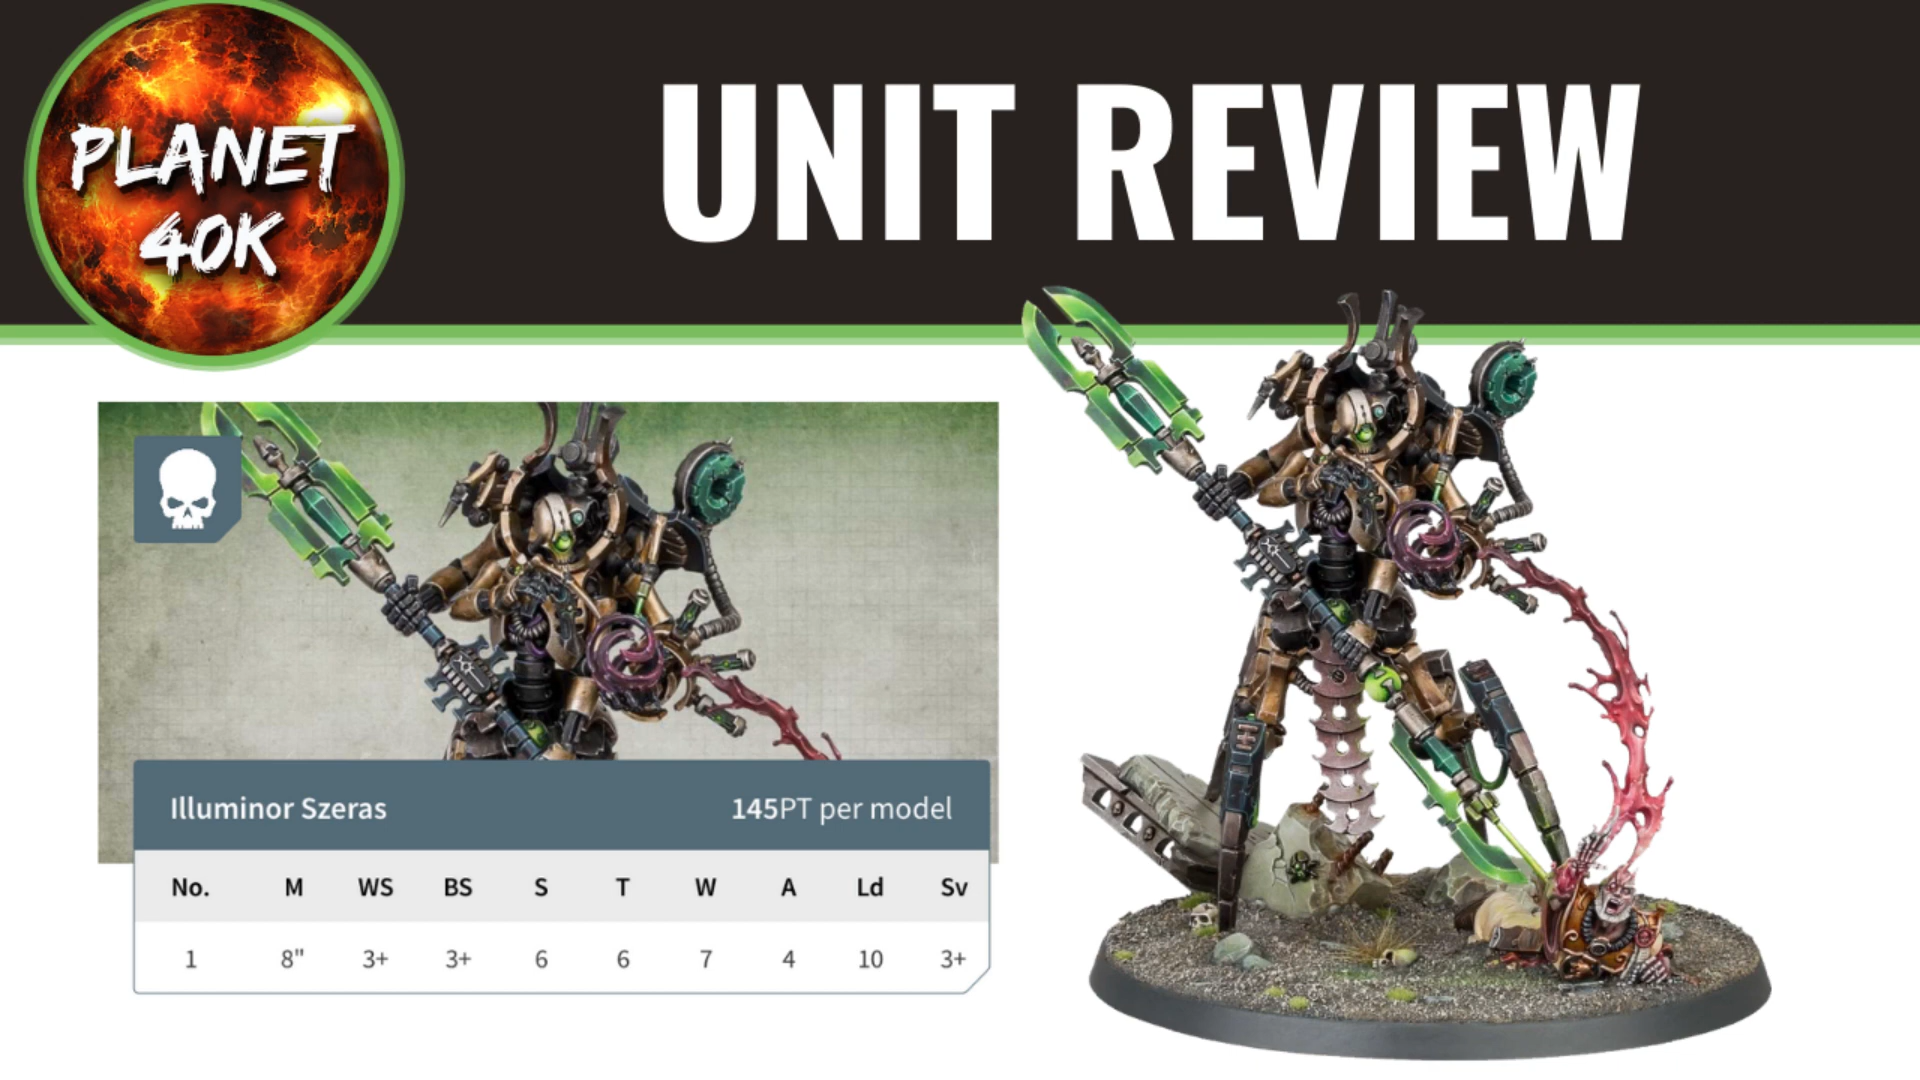 PLANET
40K
UNIT REVIEW
Illuminor Szeras 145PT per model
No. M WS BS S T W A Ld Sv
1 8" 3+ 3+ 6 6 7 4 10 3+